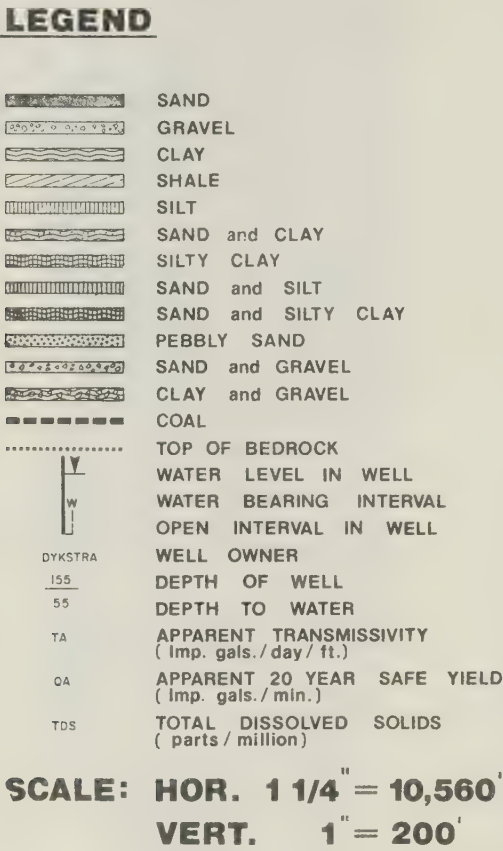 LEGEND
SAND
GRAVEL
CLAY
SHALE
SILT
SAND and CLAY
SILTY CLAY
SAND and SILT
SAND and SILTY CLAY
PEBBLY SAND
SAND and GRAVEL
CLAY and GRAVEL
COAL
TOP OF BEDROCK
WATER LEVEL IN WELL
W WATER BEARING INTERVAL
OPEN INTERVAL IN WELL
DYKSTRA WELL OWNER
155 DEPTH OF WELL
55 DEPTH TO WATER
TA APPARENT TRANSMISSIVITY
(Imp. gals./day/ft.)
QA APPARENT 20 YEAR SAFE YIELD
(Imp. gals./min.)
TDS TOTAL DISSOLVED SOLIDS
(parts/million)
SCALE: HOR. 1 1/4" = 10,560'
VERT. 1" = 200'